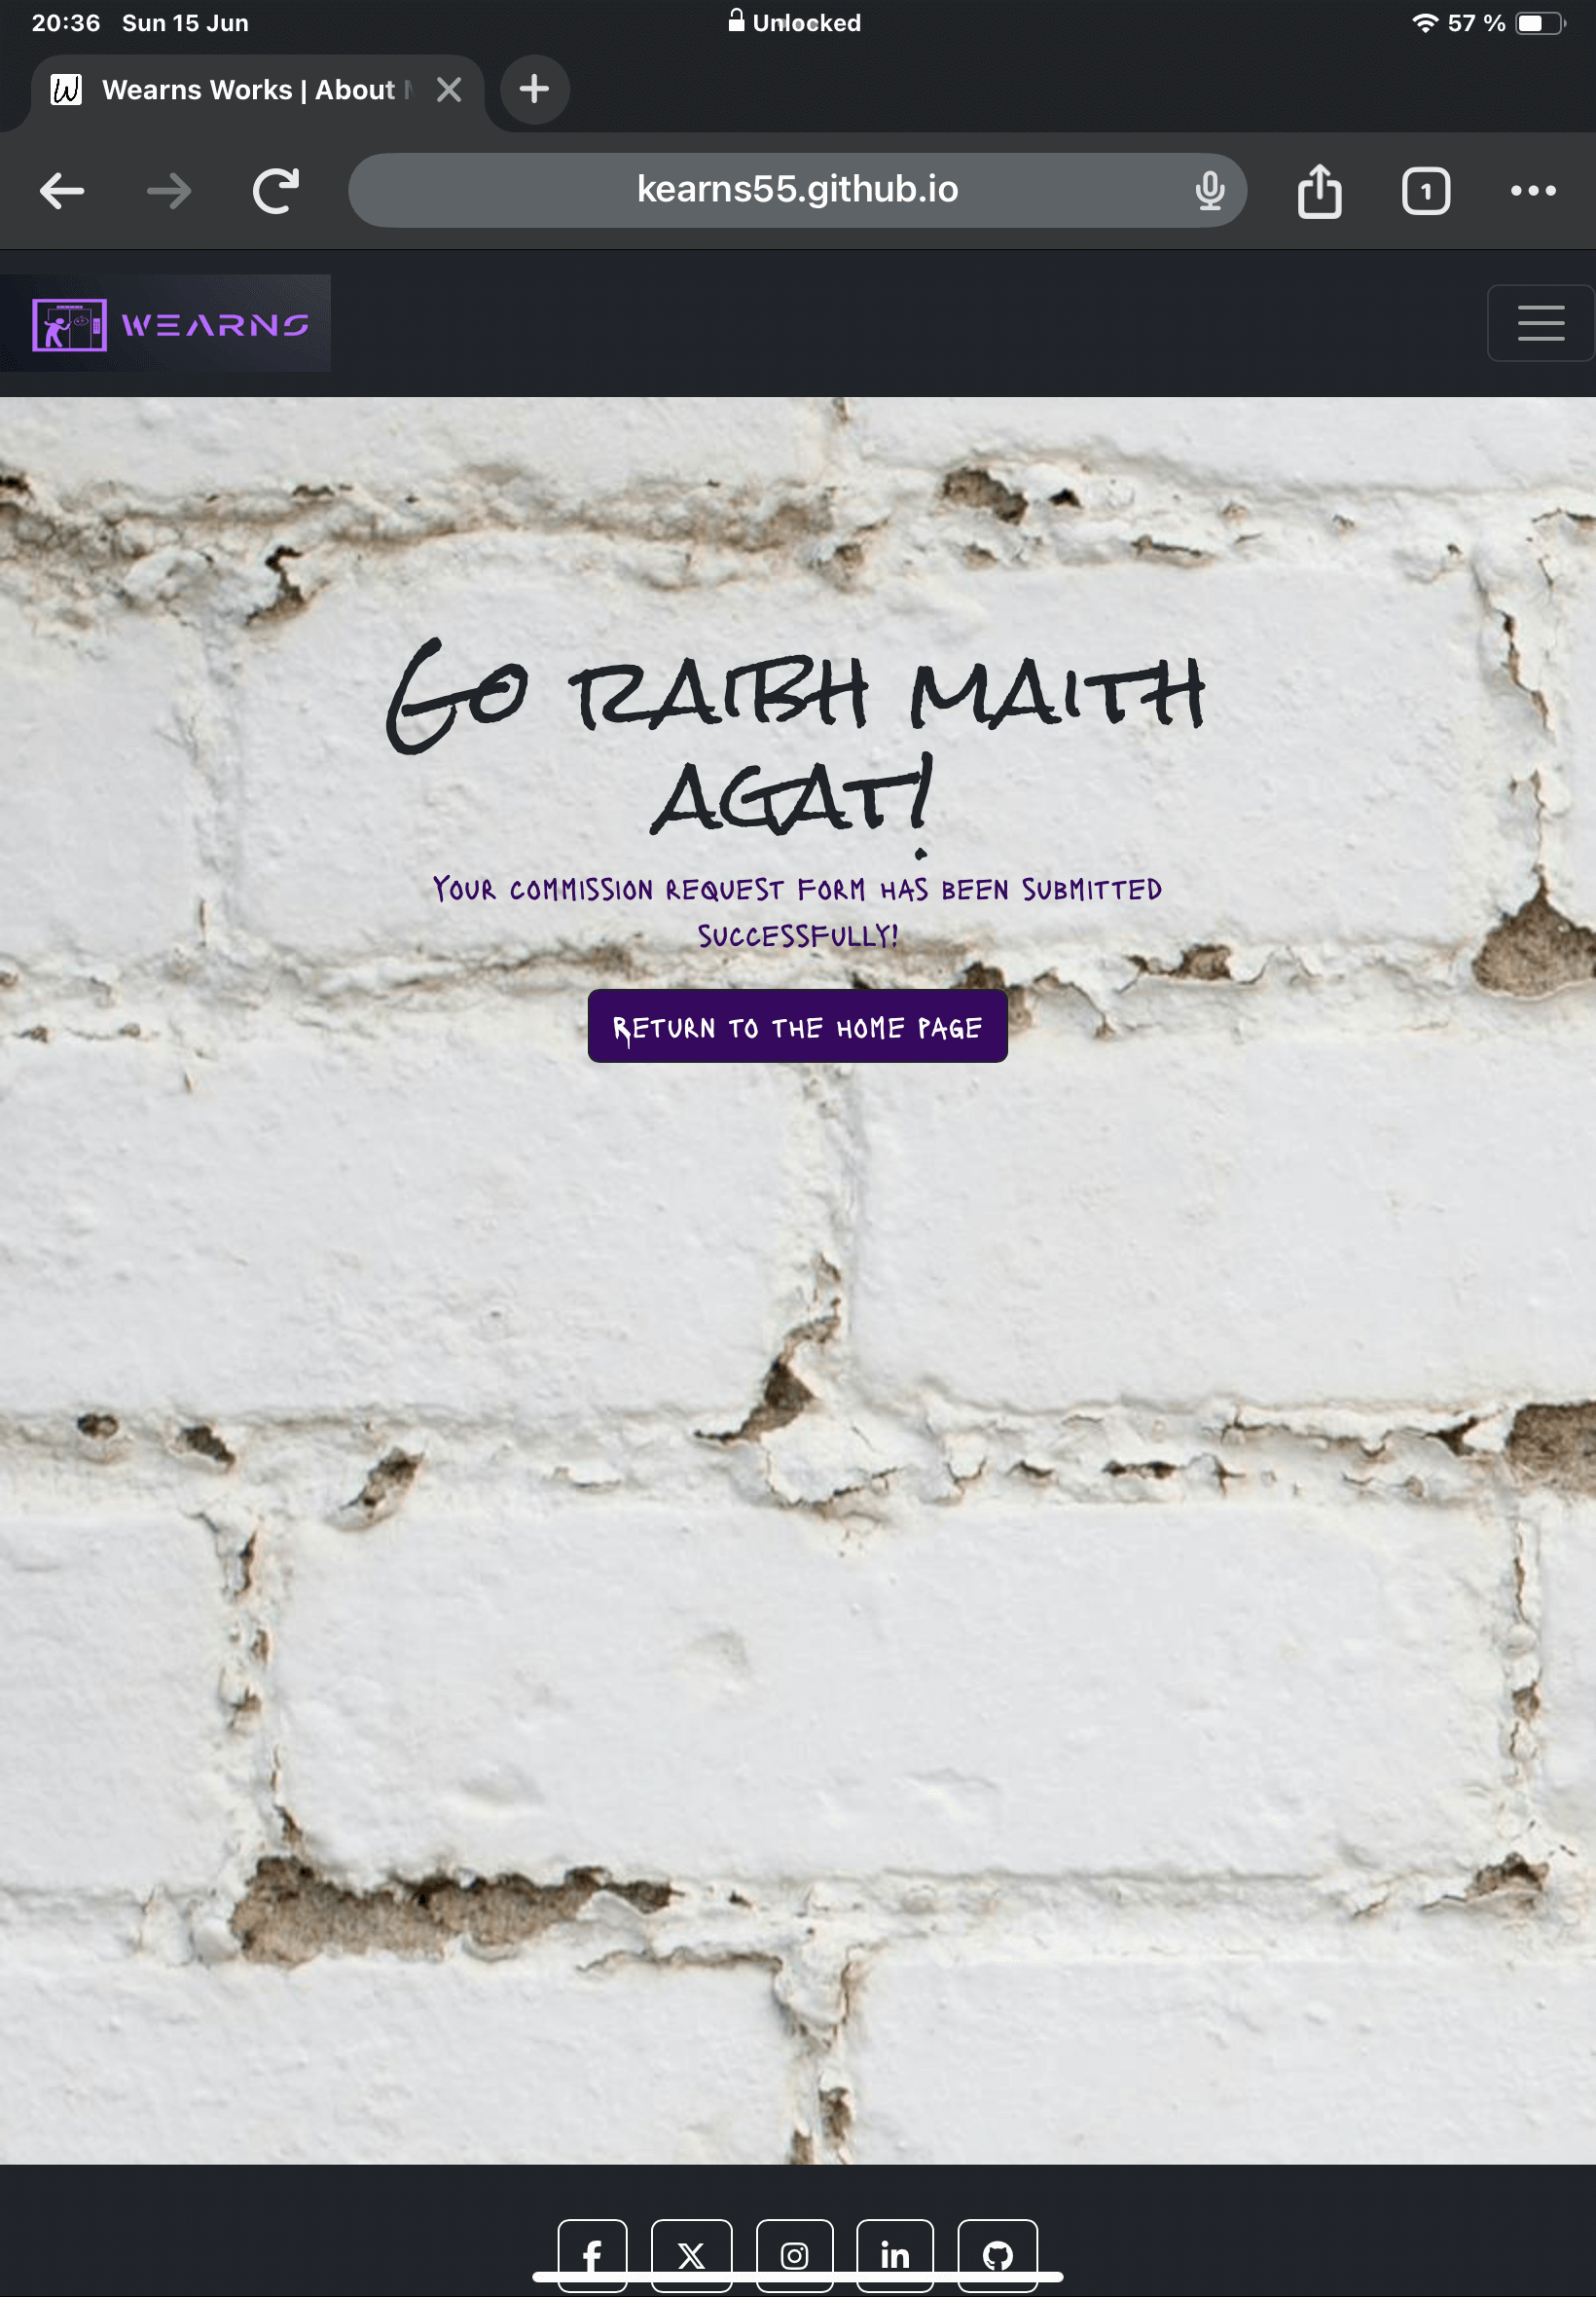 20:36 Sun 15 Jun Unlocked 57 %
Wearns Works | About
kearns55.github.io 1
WEARNS
Go raibh maith
agat!
Your commission request form has been submitted
successfully!
Return to the home page